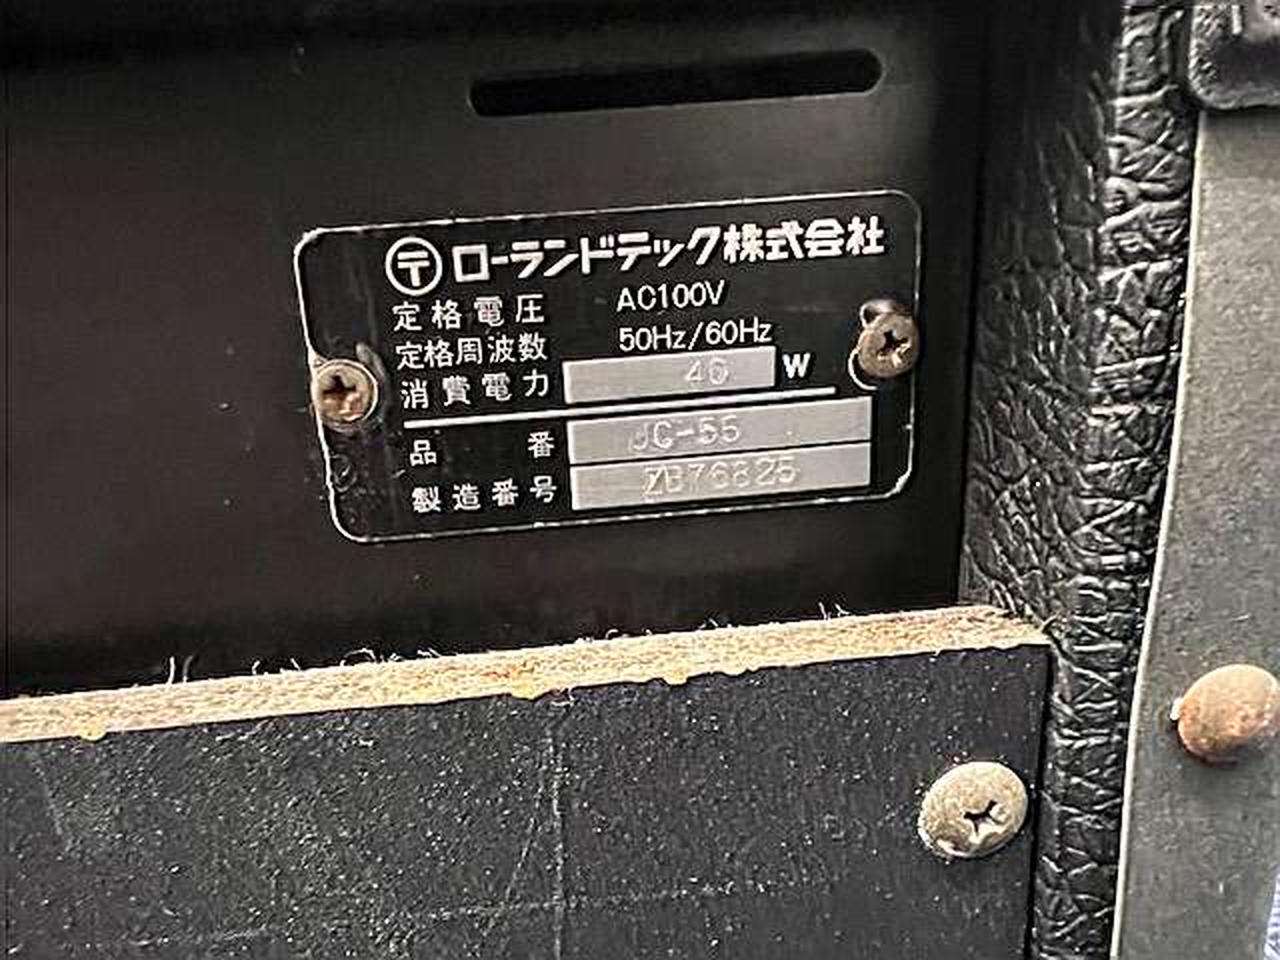 〒 ローランドテック株式会社
定格電圧 AC100V
定格周波数 50Hz/60Hz
消費電力 46 W
品番 JC-55
製造番号 ZB76825